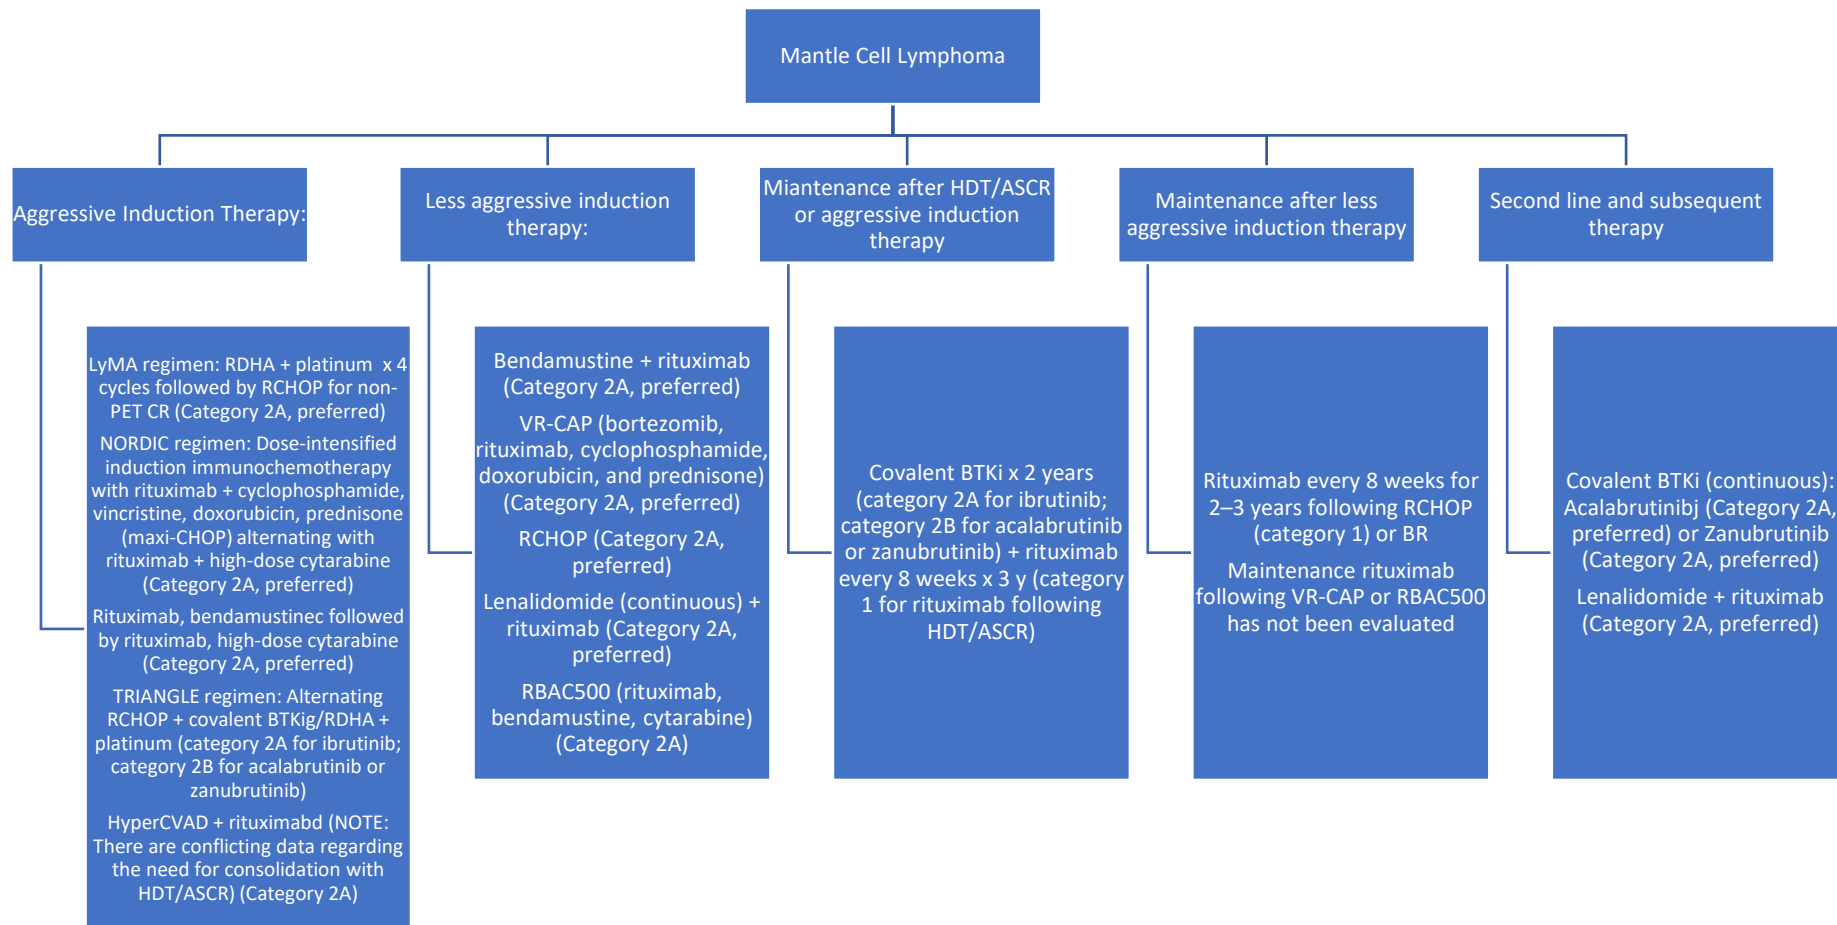 Mantle Cell Lymphoma
Aggressive Induction Therapy:
LyMA regimen: RDHA + platinum x 4
cycles followed by RCHOP for non-
PET CR (Category 2A, preferred)
NORDIC regimen: Dose-intensified
induction immunochemotherapy
with rituximab + cyclophosphamide,
vincristine, doxorubicin, prednisone
(maxi-CHOP) alternating with
rituximab + high-dose cytarabine
(Category 2A, preferred)
Rituximab, bendamustinec followed
by rituximab, high-dose cytarabine
(Category 2A, preferred)
TRIANGLE regimen: Alternating
RCHOP + covalent BTKig/RDHA +
platinum (category 2A for ibrutinib;
category 2B for acalabrutinib or
zanubrutinib)
HyperCVAD + rituximabd (NOTE:
There are conflicting data regarding
the need for consolidation with
HDT/ASCR) (Category 2A)
Less aggressive induction
therapy:
Bendamustine + rituximab
(Category 2A, preferred)
VR-CAP (bortezomib,
rituximab, cyclophosphamide,
doxorubicin, and prednisone)
(Category 2A, preferred)
RCHOP (Category 2A,
preferred)
Lenalidomide (continuous) +
rituximab (Category 2A,
preferred)
RBAC500 (rituximab,
bendamustine, cytarabine)
(Category 2A)
Miantenance after HDT/ASCR
or aggressive induction
therapy
Covalent BTKi x 2 years
(category 2A for ibrutinib;
category 2B for acalabrutinib
or zanubrutinib) + rituximab
every 8 weeks x 3 y (category
1 for rituximab following
HDT/ASCR)
Maintenance after less
aggressive induction therapy
Rituximab every 8 weeks for
2–3 years following RCHOP
(category 1) or BR
Maintenance rituximab
following VR-CAP or RBAC500
has not been evaluated
Second line and subsequent
therapy
Covalent BTKi (continuous):
Acalabrutinibj (Category 2A,
preferred) or Zanubrutinib
(Category 2A, preferred)
Lenalidomide + rituximab
(Category 2A, preferred)